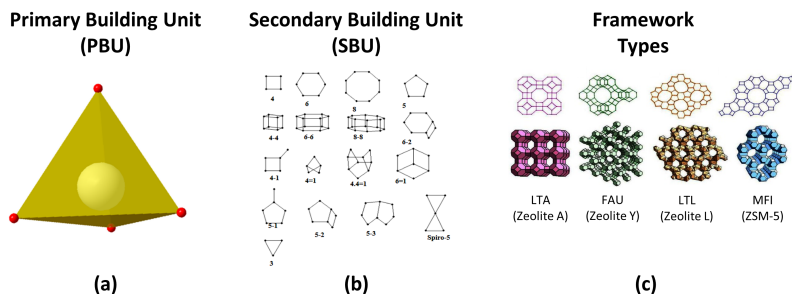 Primary Building Unit
(PBU)
Secondary Building Unit
(SBU)
Framework
Types
4
6
8
5
4-4
6-6
8-8
6-2
4-1
4=1
4.4=1
6=1
5-1
5-2
5-3
Spiro-5
3
LTA
(Zeolite A)
FAU
(Zeolite Y)
LTL
(Zeolite L)
MFI
(ZSM-5)
(a)
(b)
(c)